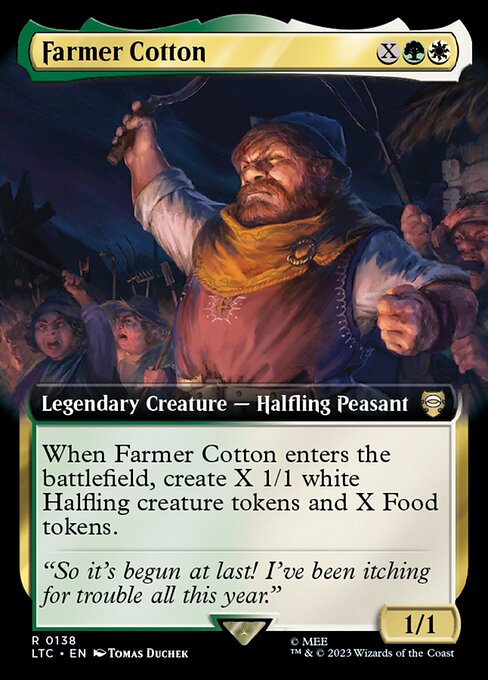 Farmer Cotton X
Legendary Creature — Halfling Peasant
When Farmer Cotton enters the
battlefield, create X 1/1 white
Halfling creature tokens and X Food
tokens.
“So it’s begun at last! I’ve been itching
for trouble all this year.”
1/1
R 0138
LTC • EN Tomas Duchek
© MEE
™ & © 2023 Wizards of the Coast